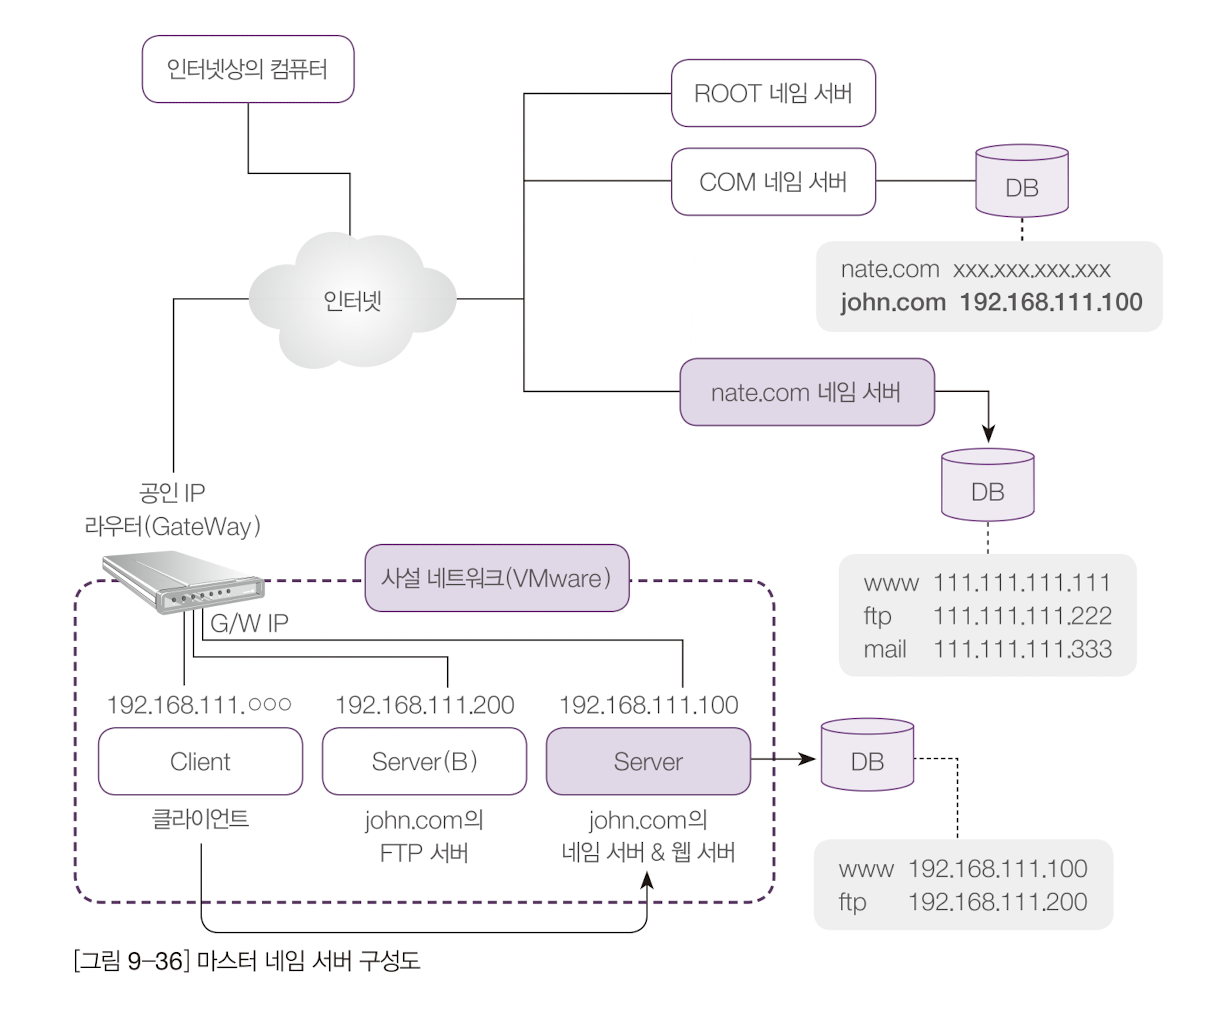 인터넷상의 컴퓨터
ROOT 네임 서버
COM 네임 서버
DB
nate.com xxx.xxx.xxx.xxx
john.com 192.168.111.100
인터넷
nate.com 네임 서버
DB
www 111.111.111.111
ftp 111.111.111.222
mail 111.111.111.333
공인 IP
라우터(GateWay)
사설 네트워크(VMware)
G/W IP
192.168.111.○○○
192.168.111.200
192.168.111.100
Client
Server(B)
Server
DB
클라이언트
john.com의
FTP 서버
john.com의
네임 서버 & 웹 서버
www 192.168.111.100
ftp 192.168.111.200
[그림 9–36] 마스터 네임 서버 구성도